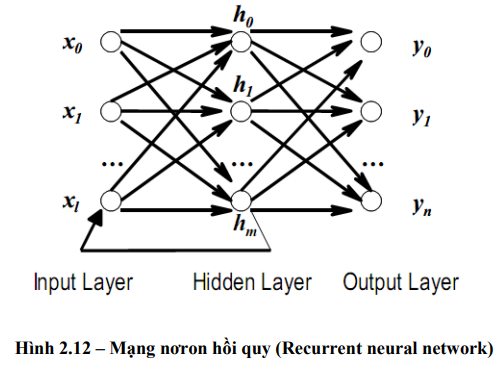 x0 h0 y0
x1 h1 y1
... ... ...
xl hm yn
Input Layer Hidden Layer Output Layer
Hình 2.12 – Mạng nơron hồi quy (Recurrent neural network)